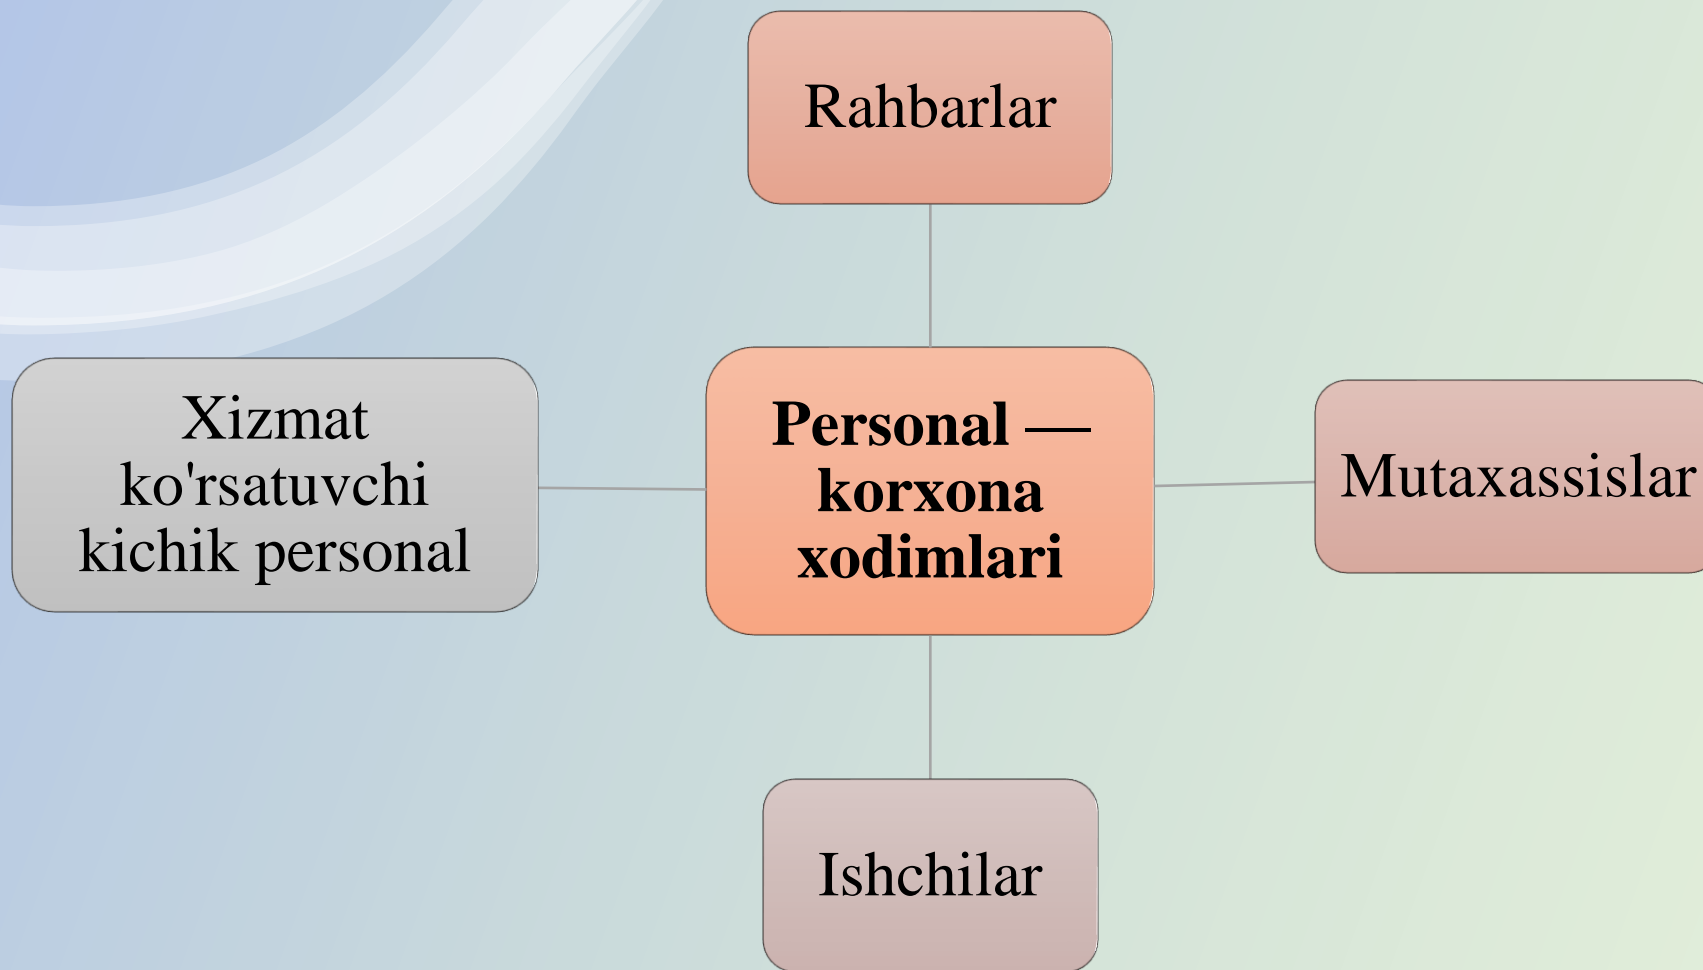 Rahbarlar
Xizmat
ko'rsatuvchi
kichik personal
Personal —
korxona
xodimlari
Mutaxassislar
Ishchilar